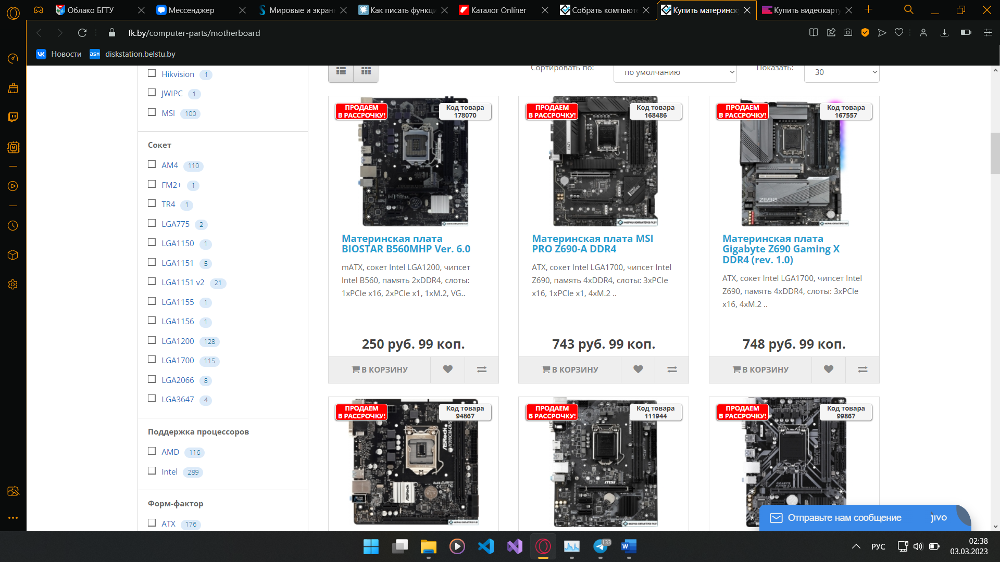 Облако БГТУ
Мессенджер
Мировые и экран
Как писать функци
Каталог Onlíner
Собрать компьюте
Купить материнск
Купить видеокарту
fk.by/computer-parts/motherboard
Новости
DSM
diskstation.belstu.by
Hikvision 1
JWIPC 1
MSI 100
Сокет
AM4 110
FM2+ 1
TR4 1
LGA775 2
LGA1150 1
LGA1151 5
LGA1151 v2 21
LGA1155 1
LGA1156 1
LGA1200 128
LGA1700 115
LGA2066 8
LGA3647 4
Поддержка процессоров
AMD 116
Intel 289
Форм-фактор
ATX 176
Сортировать по:
по умолчанию
Показать:
30
ПРОДАЕМ
В РАССРОЧКУ!
Код товара
178070
Материнская плата
BIOSTAR B560MHP Ver. 6.0
mATX, сокет Intel LGA1200, чипсет
Intel B560, память 2xDDR4, слоты:
1xPCIe x16, 2xPCIe x1, 1xM.2, VG..
250 руб. 99 коп.
В КОРЗИНУ
ПРОДАЕМ
В РАССРОЧКУ!
Код товара
168486
Материнская плата MSI
PRO Z690-A DDR4
ATX, сокет Intel LGA1700, чипсет Intel
Z690, память 4xDDR4, слоты: 3xPCIe
x16, 1xPCIe x1, 4xM.2 ..
743 руб. 99 коп.
В КОРЗИНУ
ПРОДАЕМ
В РАССРОЧКУ!
Код товара
167557
Z690
Материнская плата
Gigabyte Z690 Gaming X
DDR4 (rev. 1.0)
ATX, сокет Intel LGA1700, чипсет Intel
Z690, память 4xDDR4, слоты: 3xPCIe
x16, 4xM.2 ..
748 руб. 99 коп.
В КОРЗИНУ
ПРОДАЕМ
В РАССРОЧКУ!
Код товара
94867
ПРОДАЕМ
В РАССРОЧКУ!
Код товара
111944
msi
ПРОДАЕМ
В РАССРОЧКУ!
Код товара
99867
Отправьте нам сообщение
jivo
133
РУС
02:38
03.03.2023